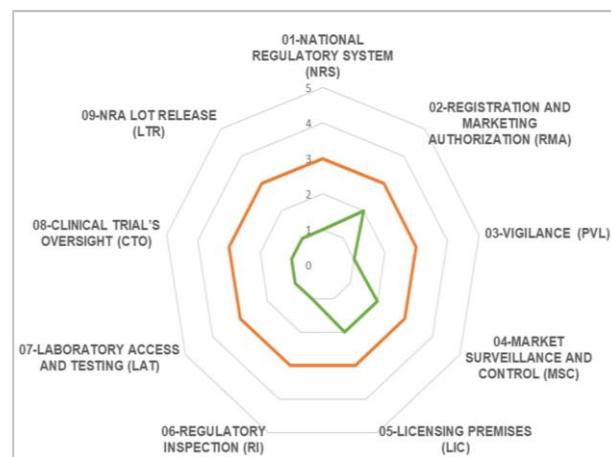 01-NATIONAL
REGULATORY SYSTEM
(NRS)
5
4
3
2
1
0
02-REGISTRATION AND
MARKETING
AUTHORIZATION (RMA)
03-VIGILANCE (PVL)
04-MARKET
SURVEILLANCE AND
CONTROL (MSC)
05-LICENSING PREMISES
(LIC)
06-REGULATORY
INSPECTION (RI)
07-LABORATORY ACCESS
AND TESTING (LAT)
08-CLINICAL TRIAL'S
OVERSIGHT (CTO)
09-NRA LOT RELEASE
(LTR)